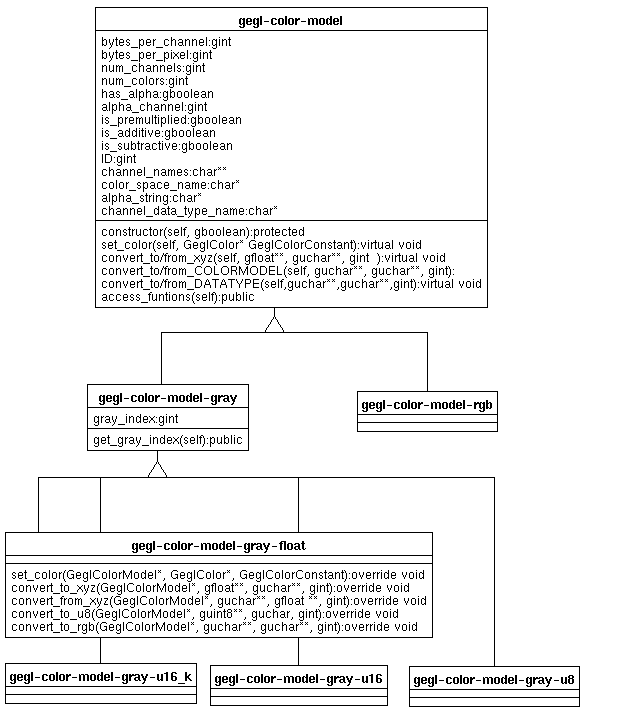 gegl-color-model
bytes_per_channel:gint
bytes_per_pixel:gint
num_channels:gint
num_colors:gint
has_alpha:gboolean
alpha_channel:gint
is_premultiplied:gboolean
is_additive:gboolean
is_subtractive:gboolean
ID:gint
channel_names:char**
color_space_name:char*
alpha_string:char*
channel_data_type_name:char*
constructor(self, gboolean):protected
set_color(self, GeglColor* GeglColorConstant):virtual void
convert_to/from_xyz(self, gfloat**, guchar**, gint  ):virtual void
convert_to/from_COLORMODEL(self, guchar**, guchar**, gint):
convert_to/from_DATATYPE(self,guchar**,guchar**,gint):virtual void
access_funtions(self):public
gegl-color-model-gray
gray_index:gint
get_gray_index(self):public
gegl-color-model-rgb
gegl-color-model-gray-float
set_color(GeglColorModel*, GeglColor*, GeglColorConstant):override void
convert_to_xyz(GeglColorModel*, gfloat**, guchar**, gint):override void
convert_from_xyz(GeglColorModel*, guchar**, gfloat **, gint):override void
convert_to_u8(GeglColorModel*, guint8**, guchar, gint):override void
convert_to_rgb(GeglColorModel*, guchar**, guchar**, gint):override void
gegl-color-model-gray-u16_k
gegl-color-model-gray-u16
gegl-color-model-gray-u8